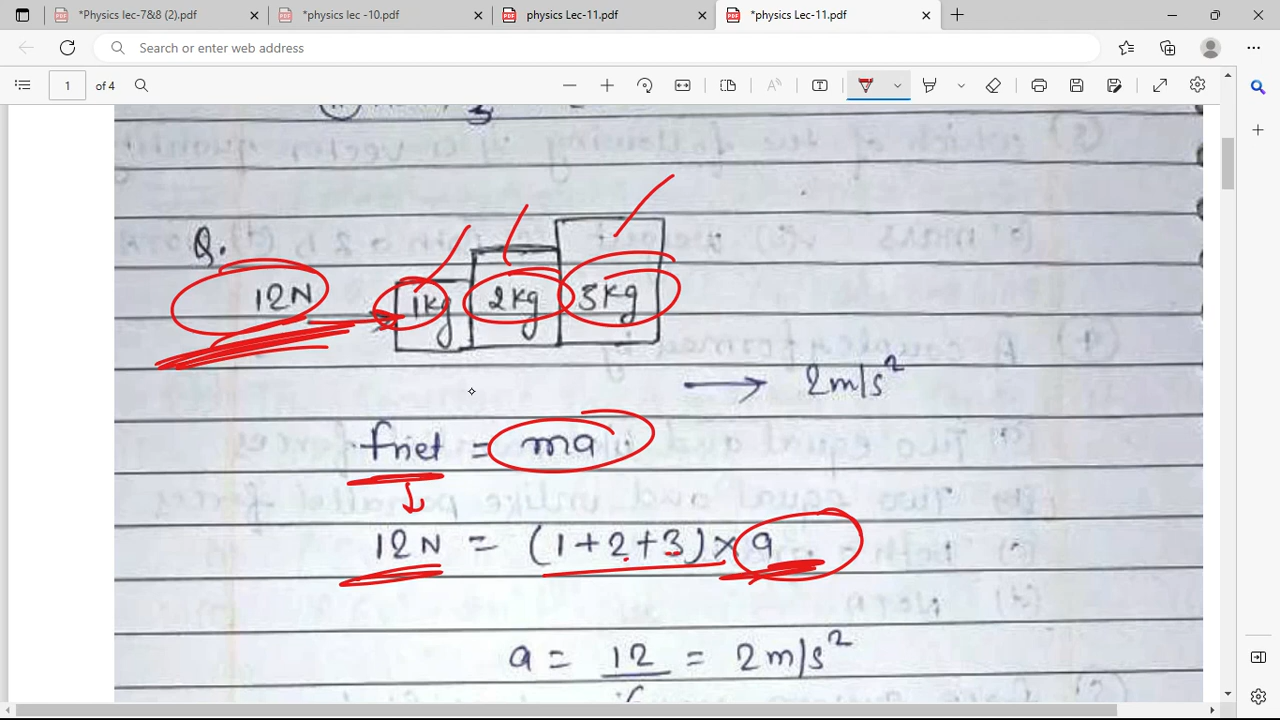 *Physics Lec-7&8 (2).pdf
*physics lec -10.pdf
physics Lec-11.pdf
*physics Lec-11.pdf
Search or enter web address
1 of 4
3
Q.
12N 1kg 2kg 3kg
2m/s²
fnet = ma
12N = (1+2+3)×a
a = 12 = 2m/s²